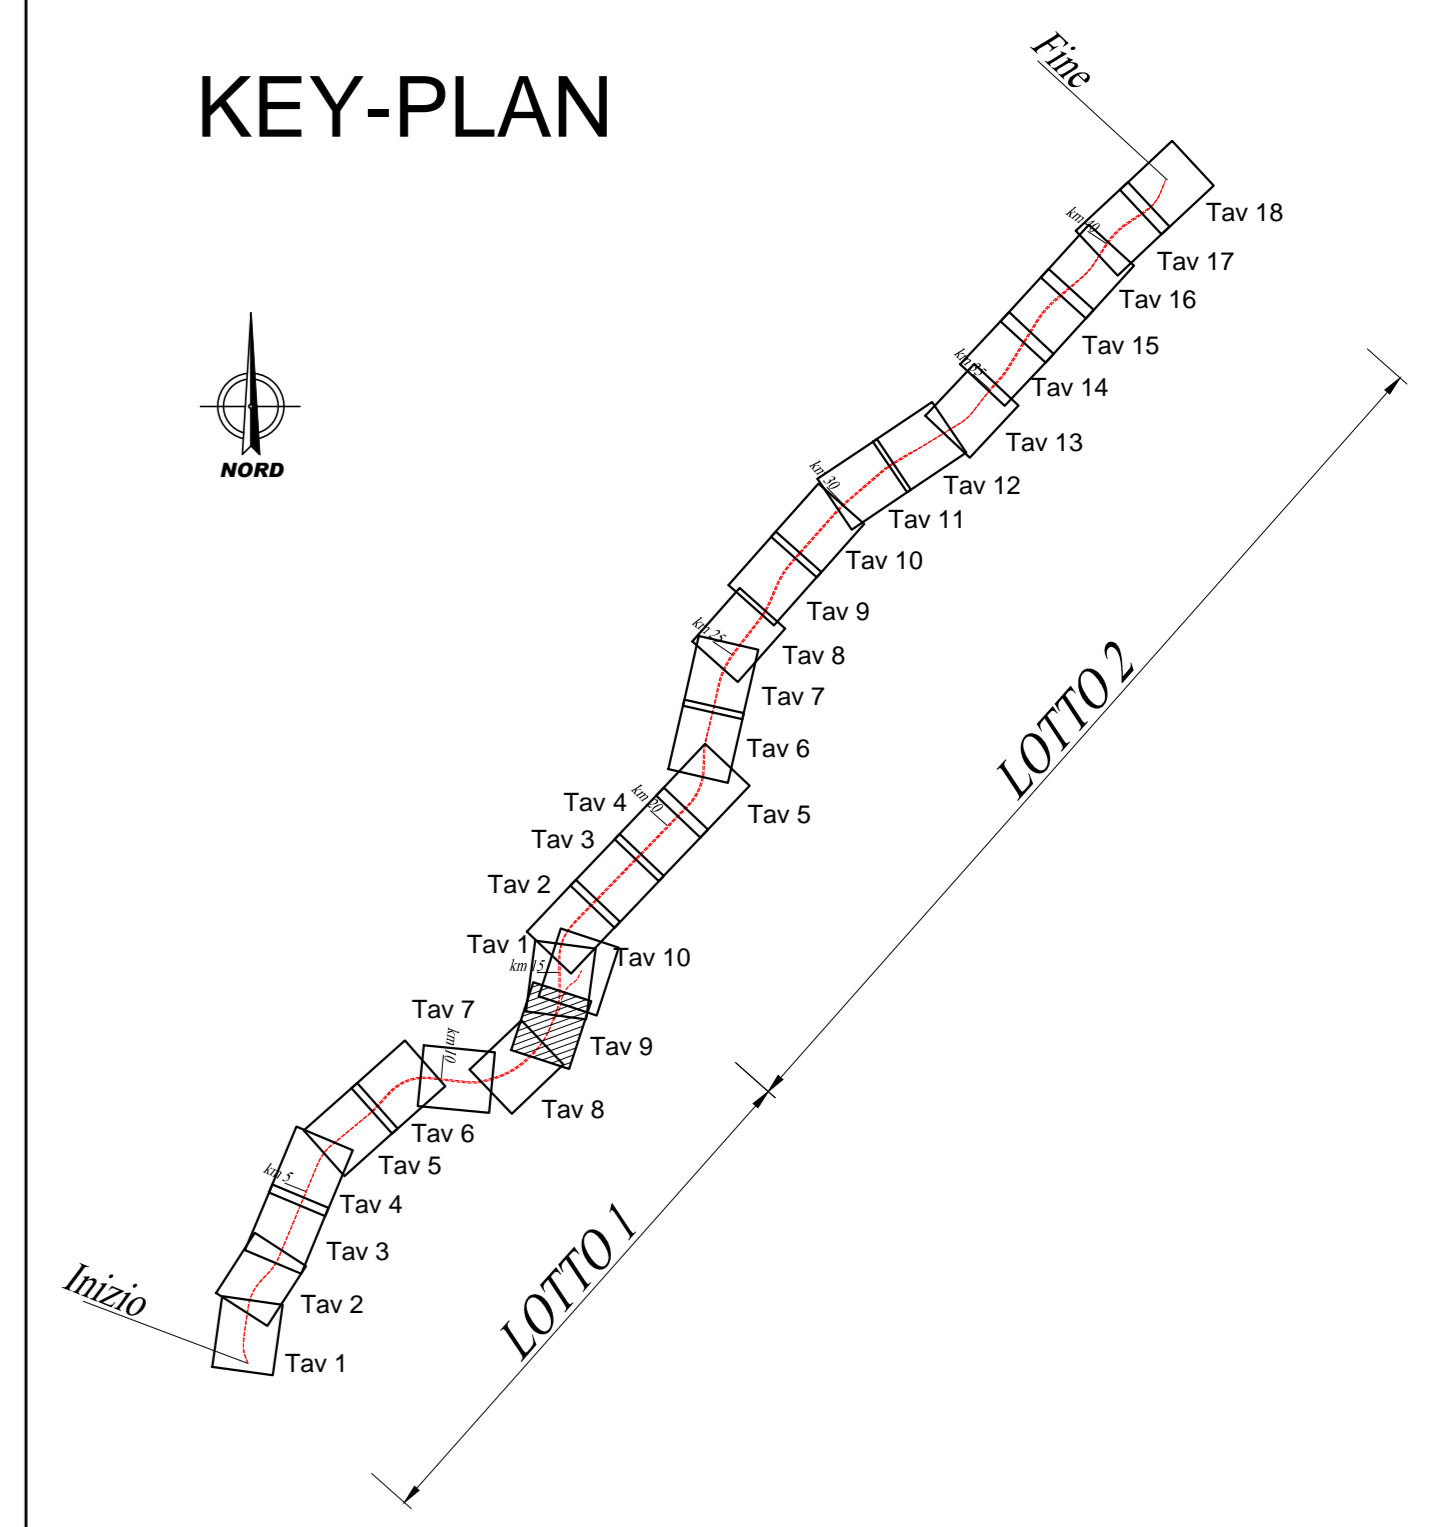 KEY-PLAN
Fine
Tav 18
km 40
Tav 17
Tav 16
Tav 15
km 35
Tav 14
Tav 13
NORD
km 30
Tav 12
Tav 11
Tav 10
Tav 9
km 25
Tav 8
Tav 7
LOTTO 2
Tav 6
km 20
Tav 4
Tav 5
Tav 3
Tav 2
Tav 1
Tav 10
km 15
Tav 7
km 10
Tav 9
Tav 8
Tav 6
Tav 5
km 5
Tav 4
Tav 3
LOTTO 1
Inizio
Tav 2
Tav 1